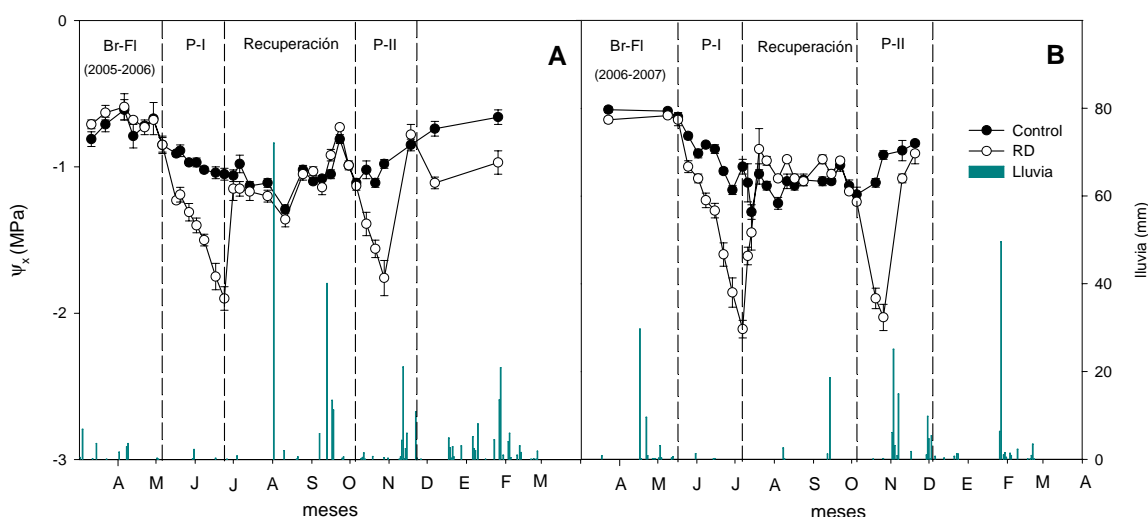 0
-1
-2
-3
Ψx (MPa)
Br-Fl
(2005-2006)
P-I
Recuperación
P-II
A
A M J J A S O N D E F M
meses
Br-Fl
(2006-2007)
P-I
Recuperación
P-II
B
Control
RD
Lluvia
A M J J A S O N D E F M A
meses
80
60
40
20
0
lluvia (mm)